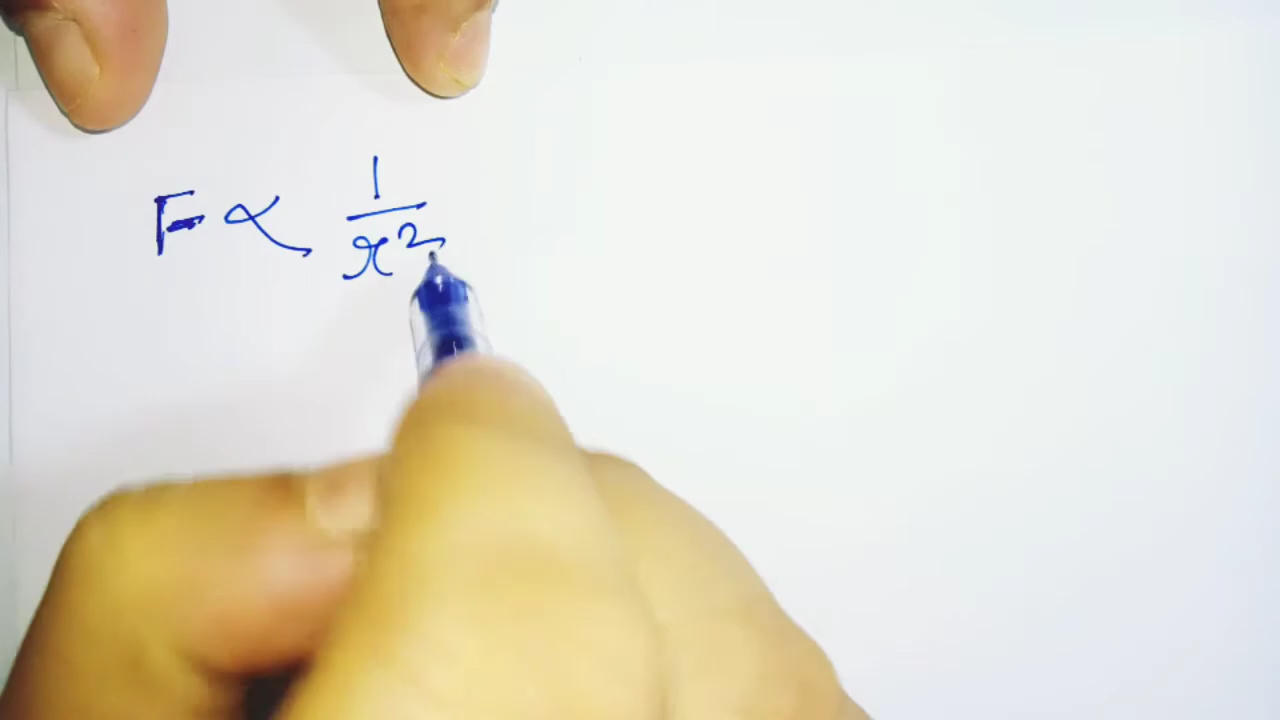 F ∝ 1/r²